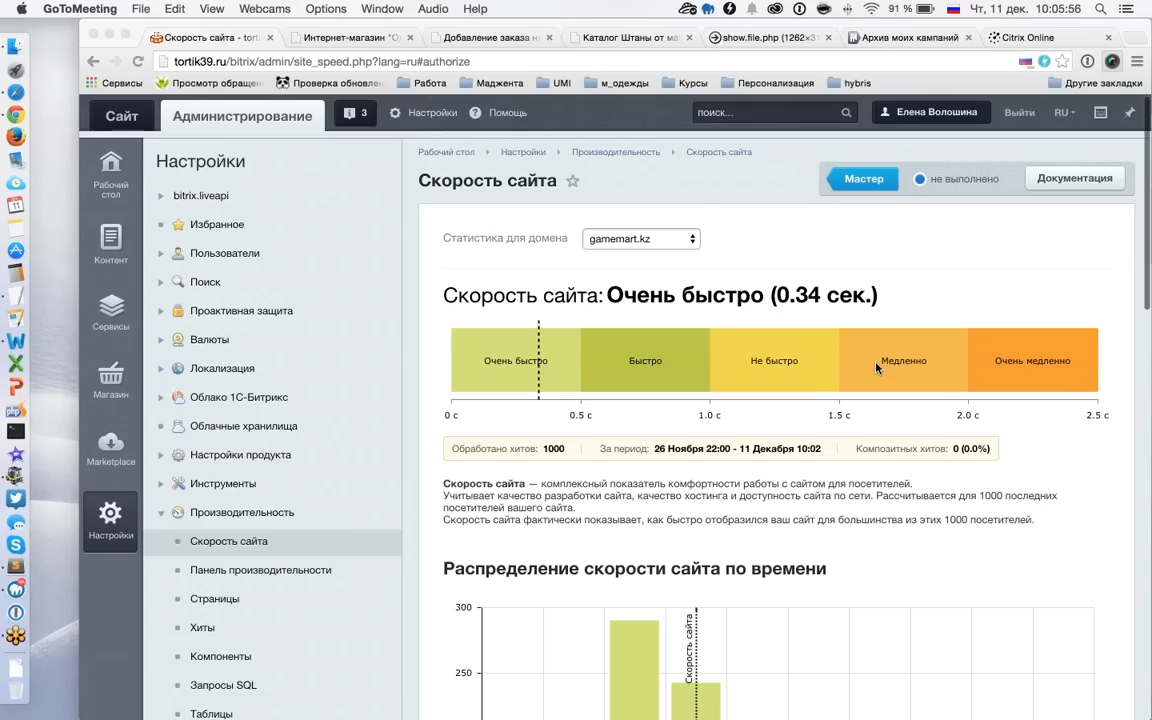 GoToMeeting File Edit View Webcams Options Window Audio Help 91 % Чт, 11 дек. 10:05:56
Скорость сайта - tort
Интернет-магазин "О
Добавление заказа н
Каталог Штаны от ма
show.file.php (1262×3
Архив моих кампаний
Citrix Online
tortik39.ru/bitrix/admin/site_speed.php?lang=ru#authorize
Сервисы Просмотр обращен Проверка обновле Работа Маджента UMI м_одежды Курсы Персонализация hybris Другие закладки
Сайт Администрирование 3 Настройки Помощь поиск... Елена Волошина Выйти RU
Рабочий стол
Контент
Сервисы
Магазин
Marketplace
Настройки
Настройки
bitrix.liveapi
Избранное
Пользователи
Поиск
Проактивная защита
Валюты
Локализация
Облако 1С-Битрикс
Облачные хранилища
Настройки продукта
Инструменты
Производительность
Скорость сайта
Панель производительности
Страницы
Хиты
Компоненты
Запросы SQL
Таблицы
Рабочий стол Настройки Производительность Скорость сайта
Скорость сайта
Мастер не выполнено Документация
Статистика для домена gamemart.kz
Скорость сайта: Очень быстро (0.34 сек.)
Очень быстро Быстро Не быстро Медленно Очень медленно
0 с 0.5 с 1.0 с 1.5 с 2.0 с 2.5 с
Обработано хитов: 1000 За период: 26 Ноября 22:00 - 11 Декабря 10:02 Композитных хитов: 0 (0.0%)
Скорость сайта — комплексный показатель комфортности работы с сайтом для посетителей.
Учитывает качество разработки сайта, качество хостинга и доступность сайта по сети. Рассчитывается для 1000 последних
посетителей вашего сайта.
Скорость сайта фактически показывает, как быстро отобразился ваш сайт для большинства из этих 1000 посетителей.
Распределение скорости сайта по времени
300
250
Скорость сайта